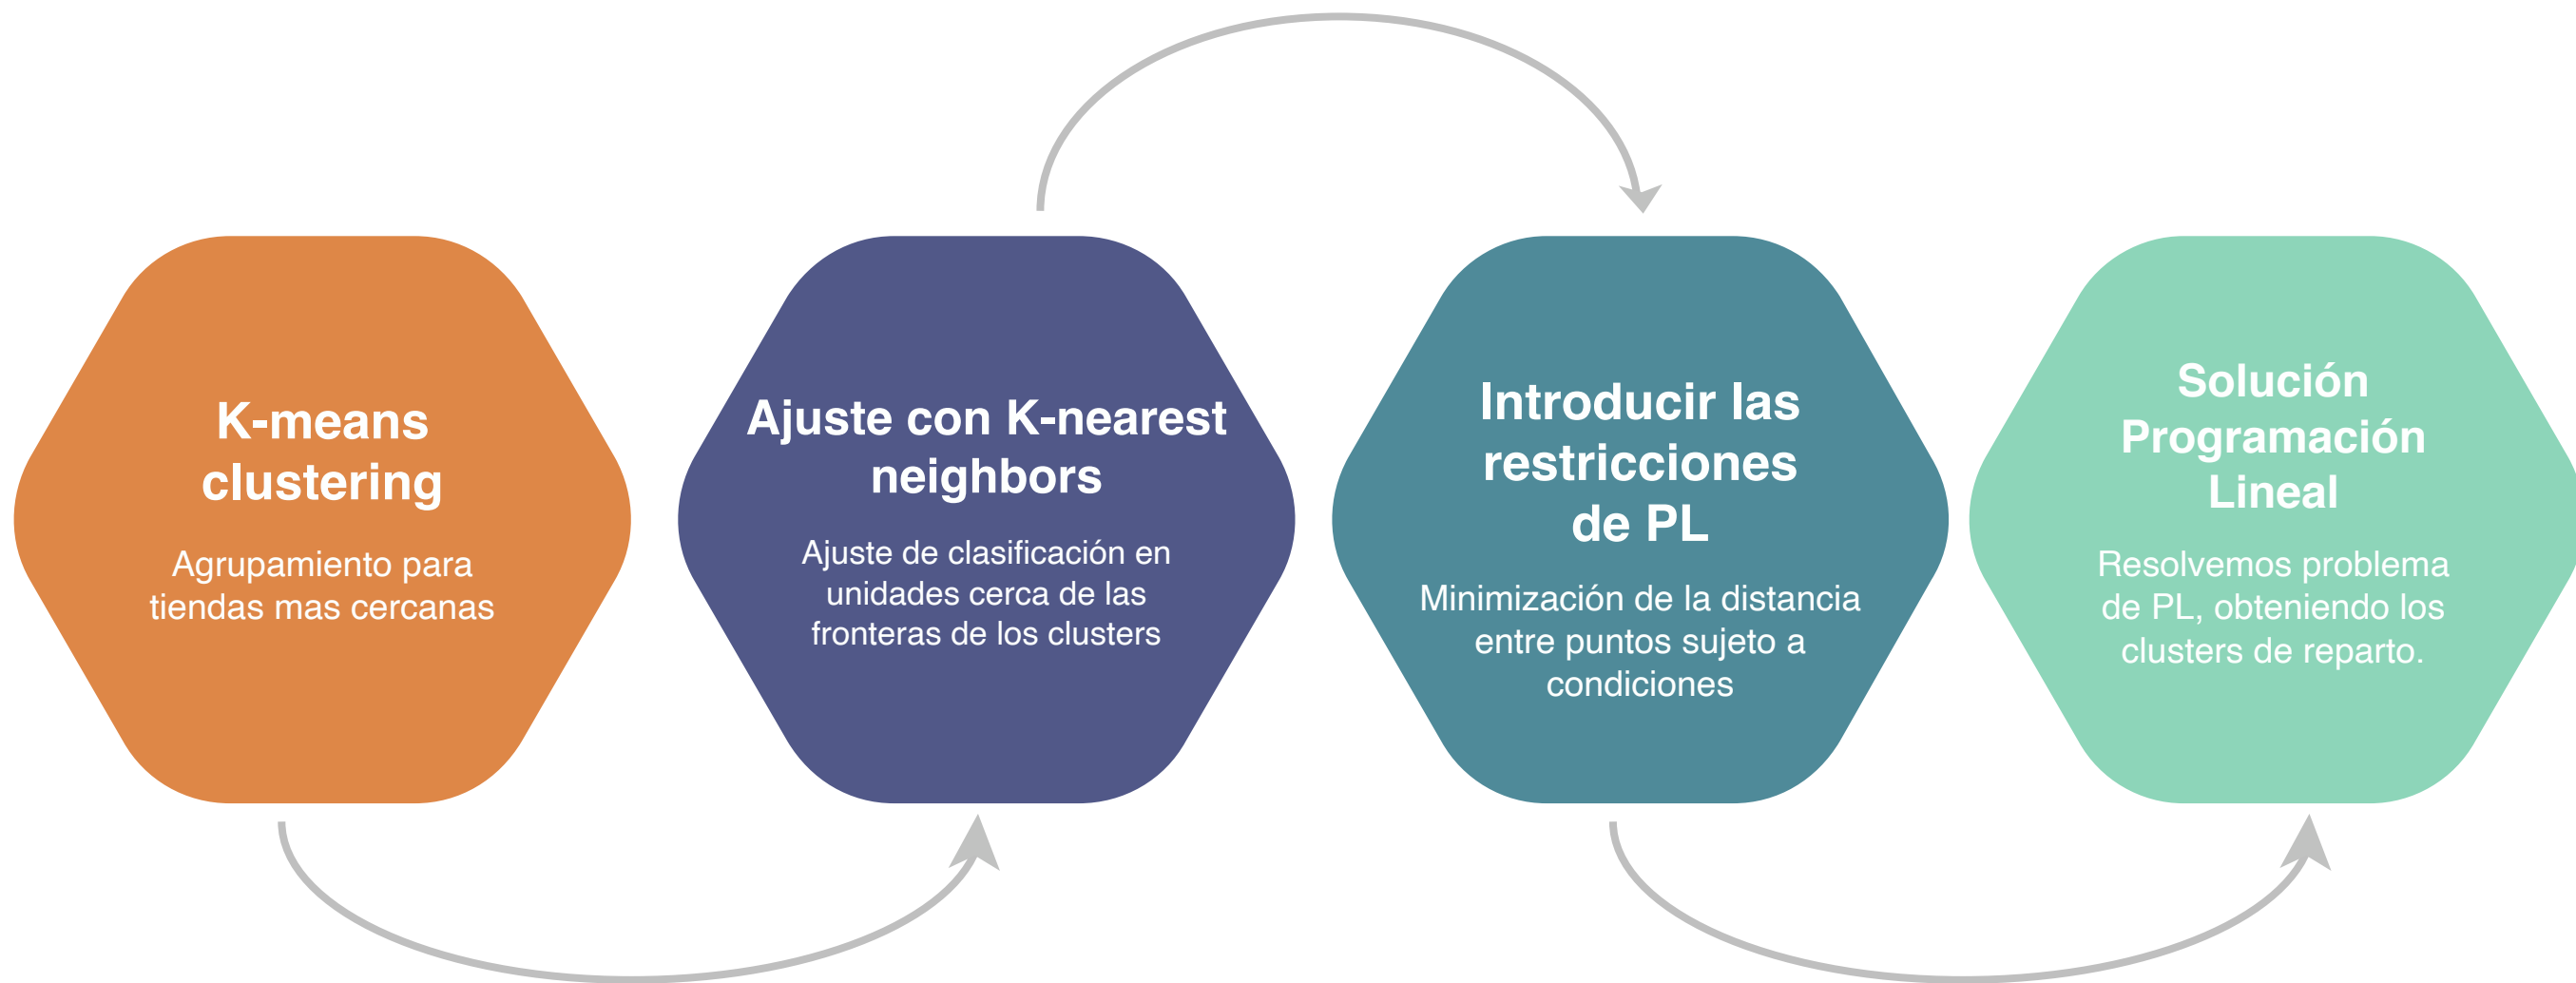 K-means
clustering
Agrupamiento para
tiendas mas cercanas
Ajuste con K-nearest
neighbors
Ajuste de clasificación en
unidades cerca de las
fronteras de los clusters
Introducir las
restricciones
de PL
Minimización de la distancia
entre puntos sujeto a
condiciones
Solución
Programación
Lineal
Resolvemos problema
de PL, obteniendo los
clusters de reparto.